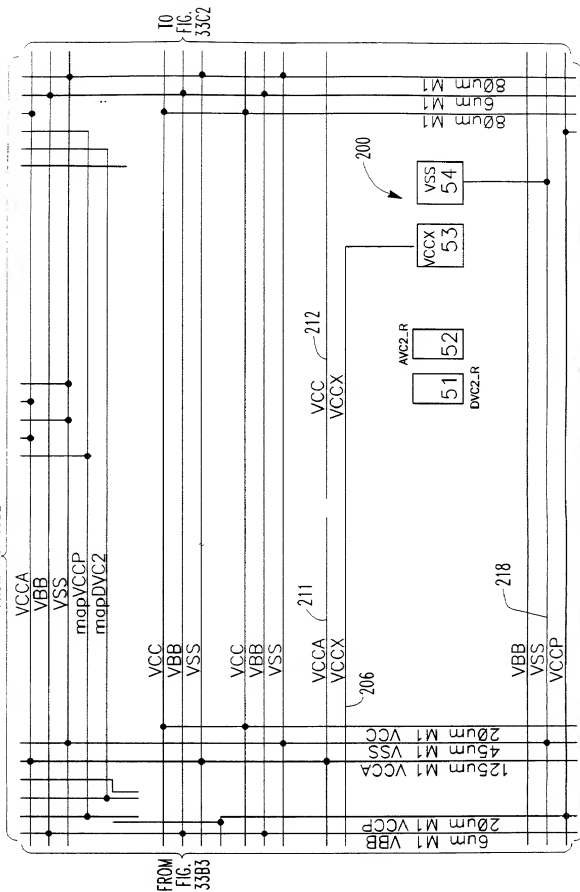 VCCA
VBB
VSS
mapVCCP
mapDVC2
VCC
VBB
VSS
VCC
VBB
VSS
VCCA
VCCX
211
206
VCC
VCCX
212
200
AVC2_R
51
52
DVC2_R
VCCX
53
VSS
54
VBB
VSS
VCCP
218
FROM
FIG.
33B3
TO
FIG.
33C2
6um M1 VBB
20um M1 VCCP
125um M1 VCCA
45um M1 VSS
20um M1 VCC
80um M1
6um M1
80um M1